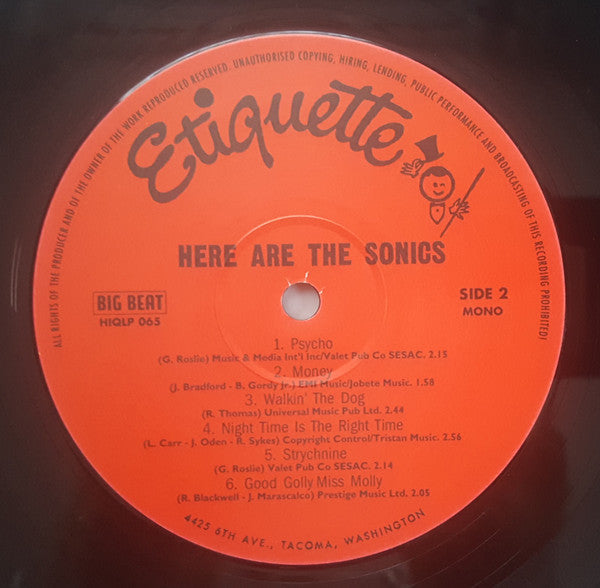 ALL RIGHTS OF THE PRODUCER AND OF THE OWNER OF THE WORK REPRODUCED RESERVED. UNAUTHORISED COPYING, HIRING, LENDING, PUBLIC PERFORMANCE AND BROADCASTING OF THIS RECORDING PROHIBITED!
Etiquette
HERE ARE THE SONICS
BIG BEAT
HIQLP 065
SIDE 2
MONO
1. Psycho
(G. Roslie) Music & Media Int'l Inc/Valet Pub Co SESAC. 2.15
2. Money
(J. Bradford - B. Gordy Jr.) EMI Music/Jobete Music. 1.58
3. Walkin' The Dog
(R. Thomas) Universal Music Pub Ltd. 2.44
4. Night Time Is The Right Time
(L. Carr - J. Oden - R. Sykes) Copyright Control/Tristan Music. 2.56
5. Strychnine
(G. Roslie) Valet Pub Co SESAC. 2.14
6. Good Golly Miss Molly
(R. Blackwell - J. Marascalco) Prestige Music Ltd. 2.05
4425 6TH AVE., TACOMA, WASHINGTON